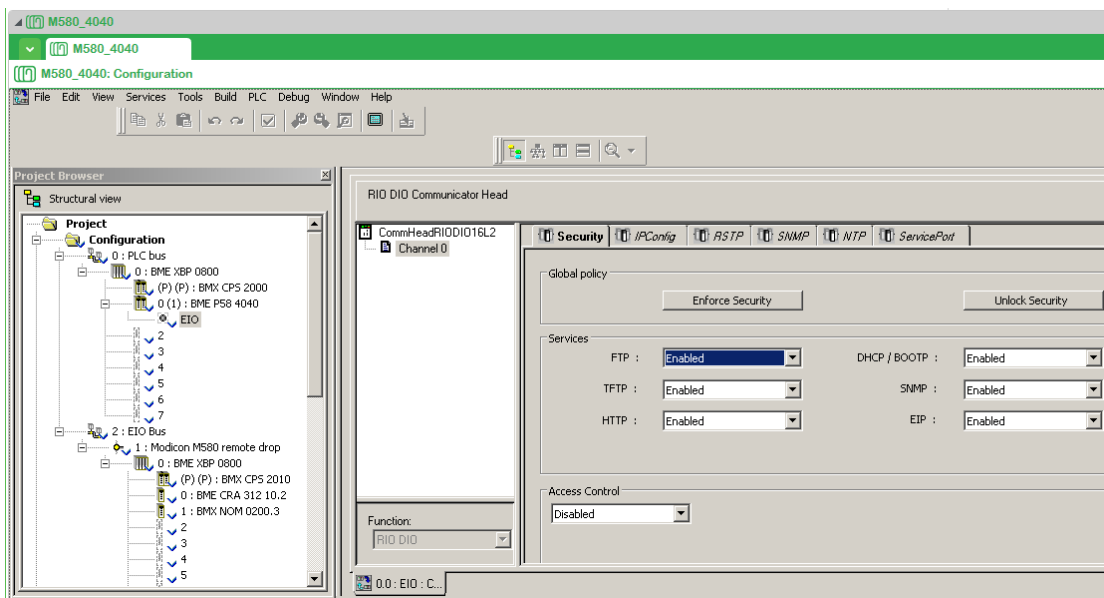 M580_4040
M580_4040
M580_4040: Configuration
File Edit View Services Tools Build PLC Debug Window Help
Project Browser
Structural view
Project
Configuration
0 : PLC bus
0 : BME XBP 0800
(P) (P) : BMX CPS 2000
0 (1) : BME P58 4040
EIO
2
3
4
5
6
7
2 : EIO Bus
1 : Modicon M580 remote drop
0 : BME XBP 0800
(P) (P) : BMX CPS 2010
0 : BME CRA 312 10.2
1 : BMX NOM 0200.3
2
3
4
5
RIO DIO Communicator Head
CommHeadRIODIO16L2
Channel 0
Function:
RIO DIO
Security IPConfig RSTP SNMP NTP ServicePort
Global policy
Enforce Security Unlock Security
Services
FTP : Enabled DHCP / BOOTP : Enabled
TFTP : Enabled SNMP : Enabled
HTTP : Enabled EIP : Enabled
Access Control
Disabled
0.0 : EIO : C...